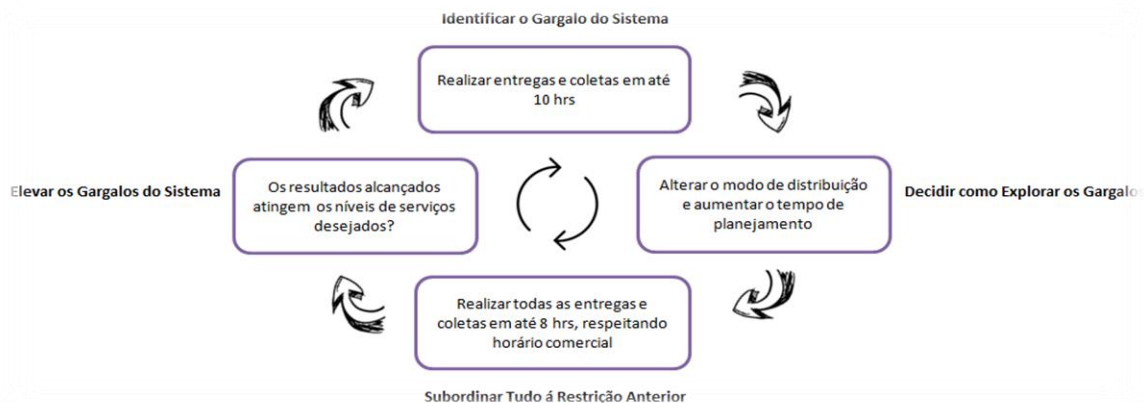 Identificar o Gargalo do Sistema
Realizar entregas e coletas em até
10 hrs
Elevar os Gargalos do Sistema
Os resultados alcançados
atingem os níveis de serviços
desejados?
Alterar o modo de distribuição
e aumentar o tempo de
planejamento
Decidir como Explorar os Gargalos
Realizar todas as entregas e
coletas em até 8 hrs, respeitando
horário comercial
Subordinar Tudo á Restrição Anterior